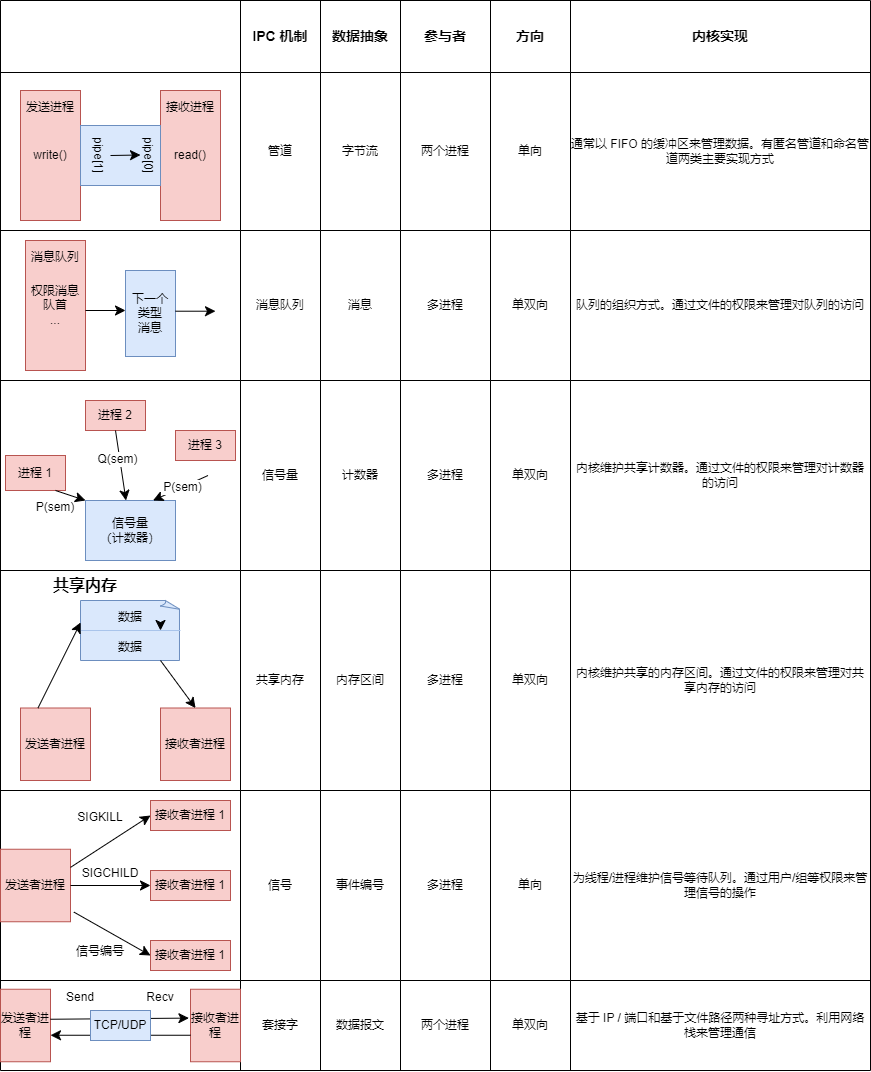 IPC 机制
数据抽象
参与者
方向
内核实现
发送进程
接收进程
write()
pipe[1]
pipe[0]
read()
管道
字节流
两个进程
单向
通常以 FIFO 的缓冲区来管理数据。有匿名管道和命名管
道两类主要实现方式
消息队列
权限消息
队首
...
下一个
类型
消息
消息队列
消息
多进程
单双向
队列的组织方式。通过文件的权限来管理对队列的访问
进程 2
进程 3
进程 1
Q(sem)
P(sem)
P(sem)
信号量
（计数器）
信号量
计数器
多进程
单双向
内核维护共享计数器。通过文件的权限来管理对计数器
的访问
共享内存
数据
数据
发送者进程
接收者进程
共享内存
内存区间
多进程
单双向
内核维护共享的内存区间。通过文件的权限来管理对共
享内存的访问
SIGKILL
接收者进程 1
发送者进程
SIGCHILD
接收者进程 1
信号编号
接收者进程 1
信号
事件编号
多进程
单向
为线程/进程维护信号等待队列。通过用户/组等权限来管
理信号的操作
发送者进
程
Send
Recv
TCP/UDP
接收者进
程
套接字
数据报文
两个进程
单双向
基于 IP / 端口和基于文件路径两种寻址方式。利用网络
栈来管理通信